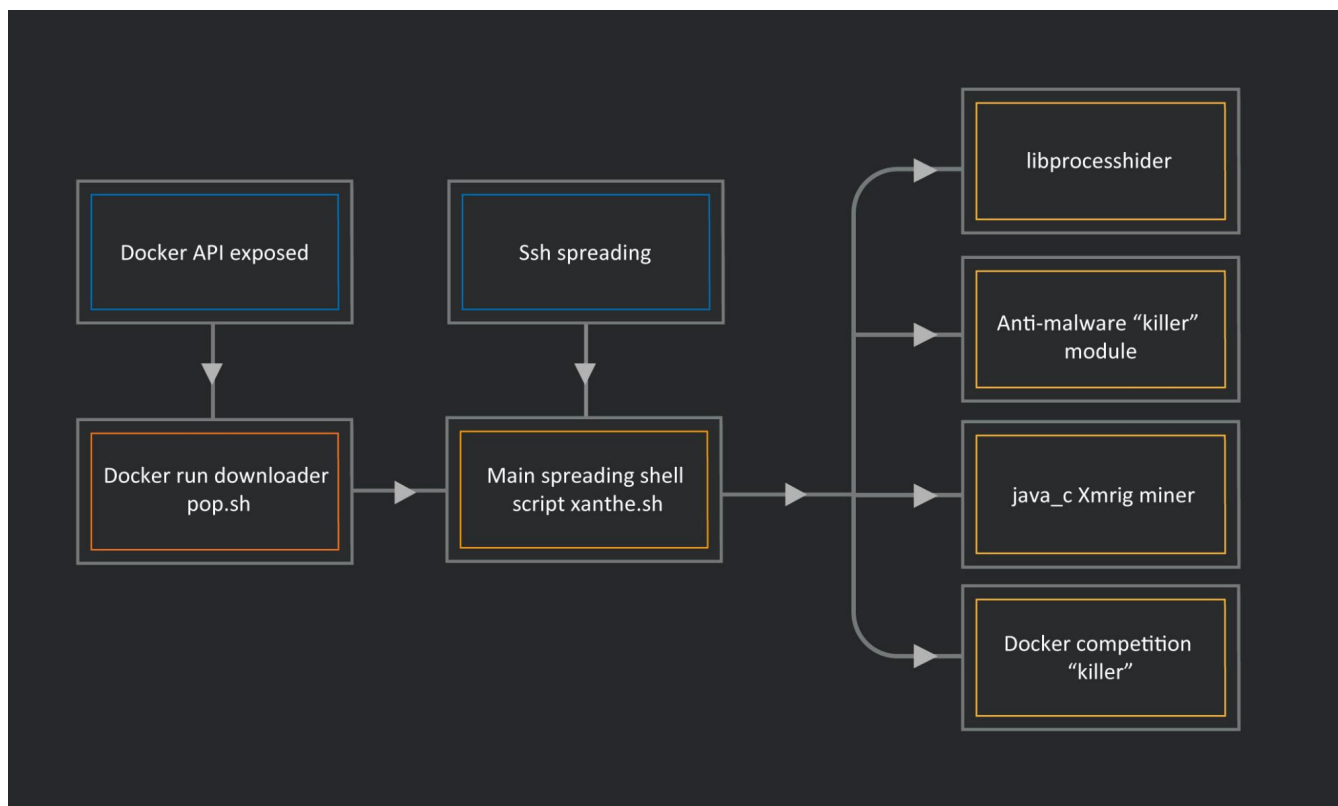 Docker API exposed
Ssh spreading
Docker run downloader
pop.sh
Main spreading shell
script xanthe.sh
libprocesshider
Anti-malware “killer”
module
java_c Xmrig miner
Docker competition
“killer”